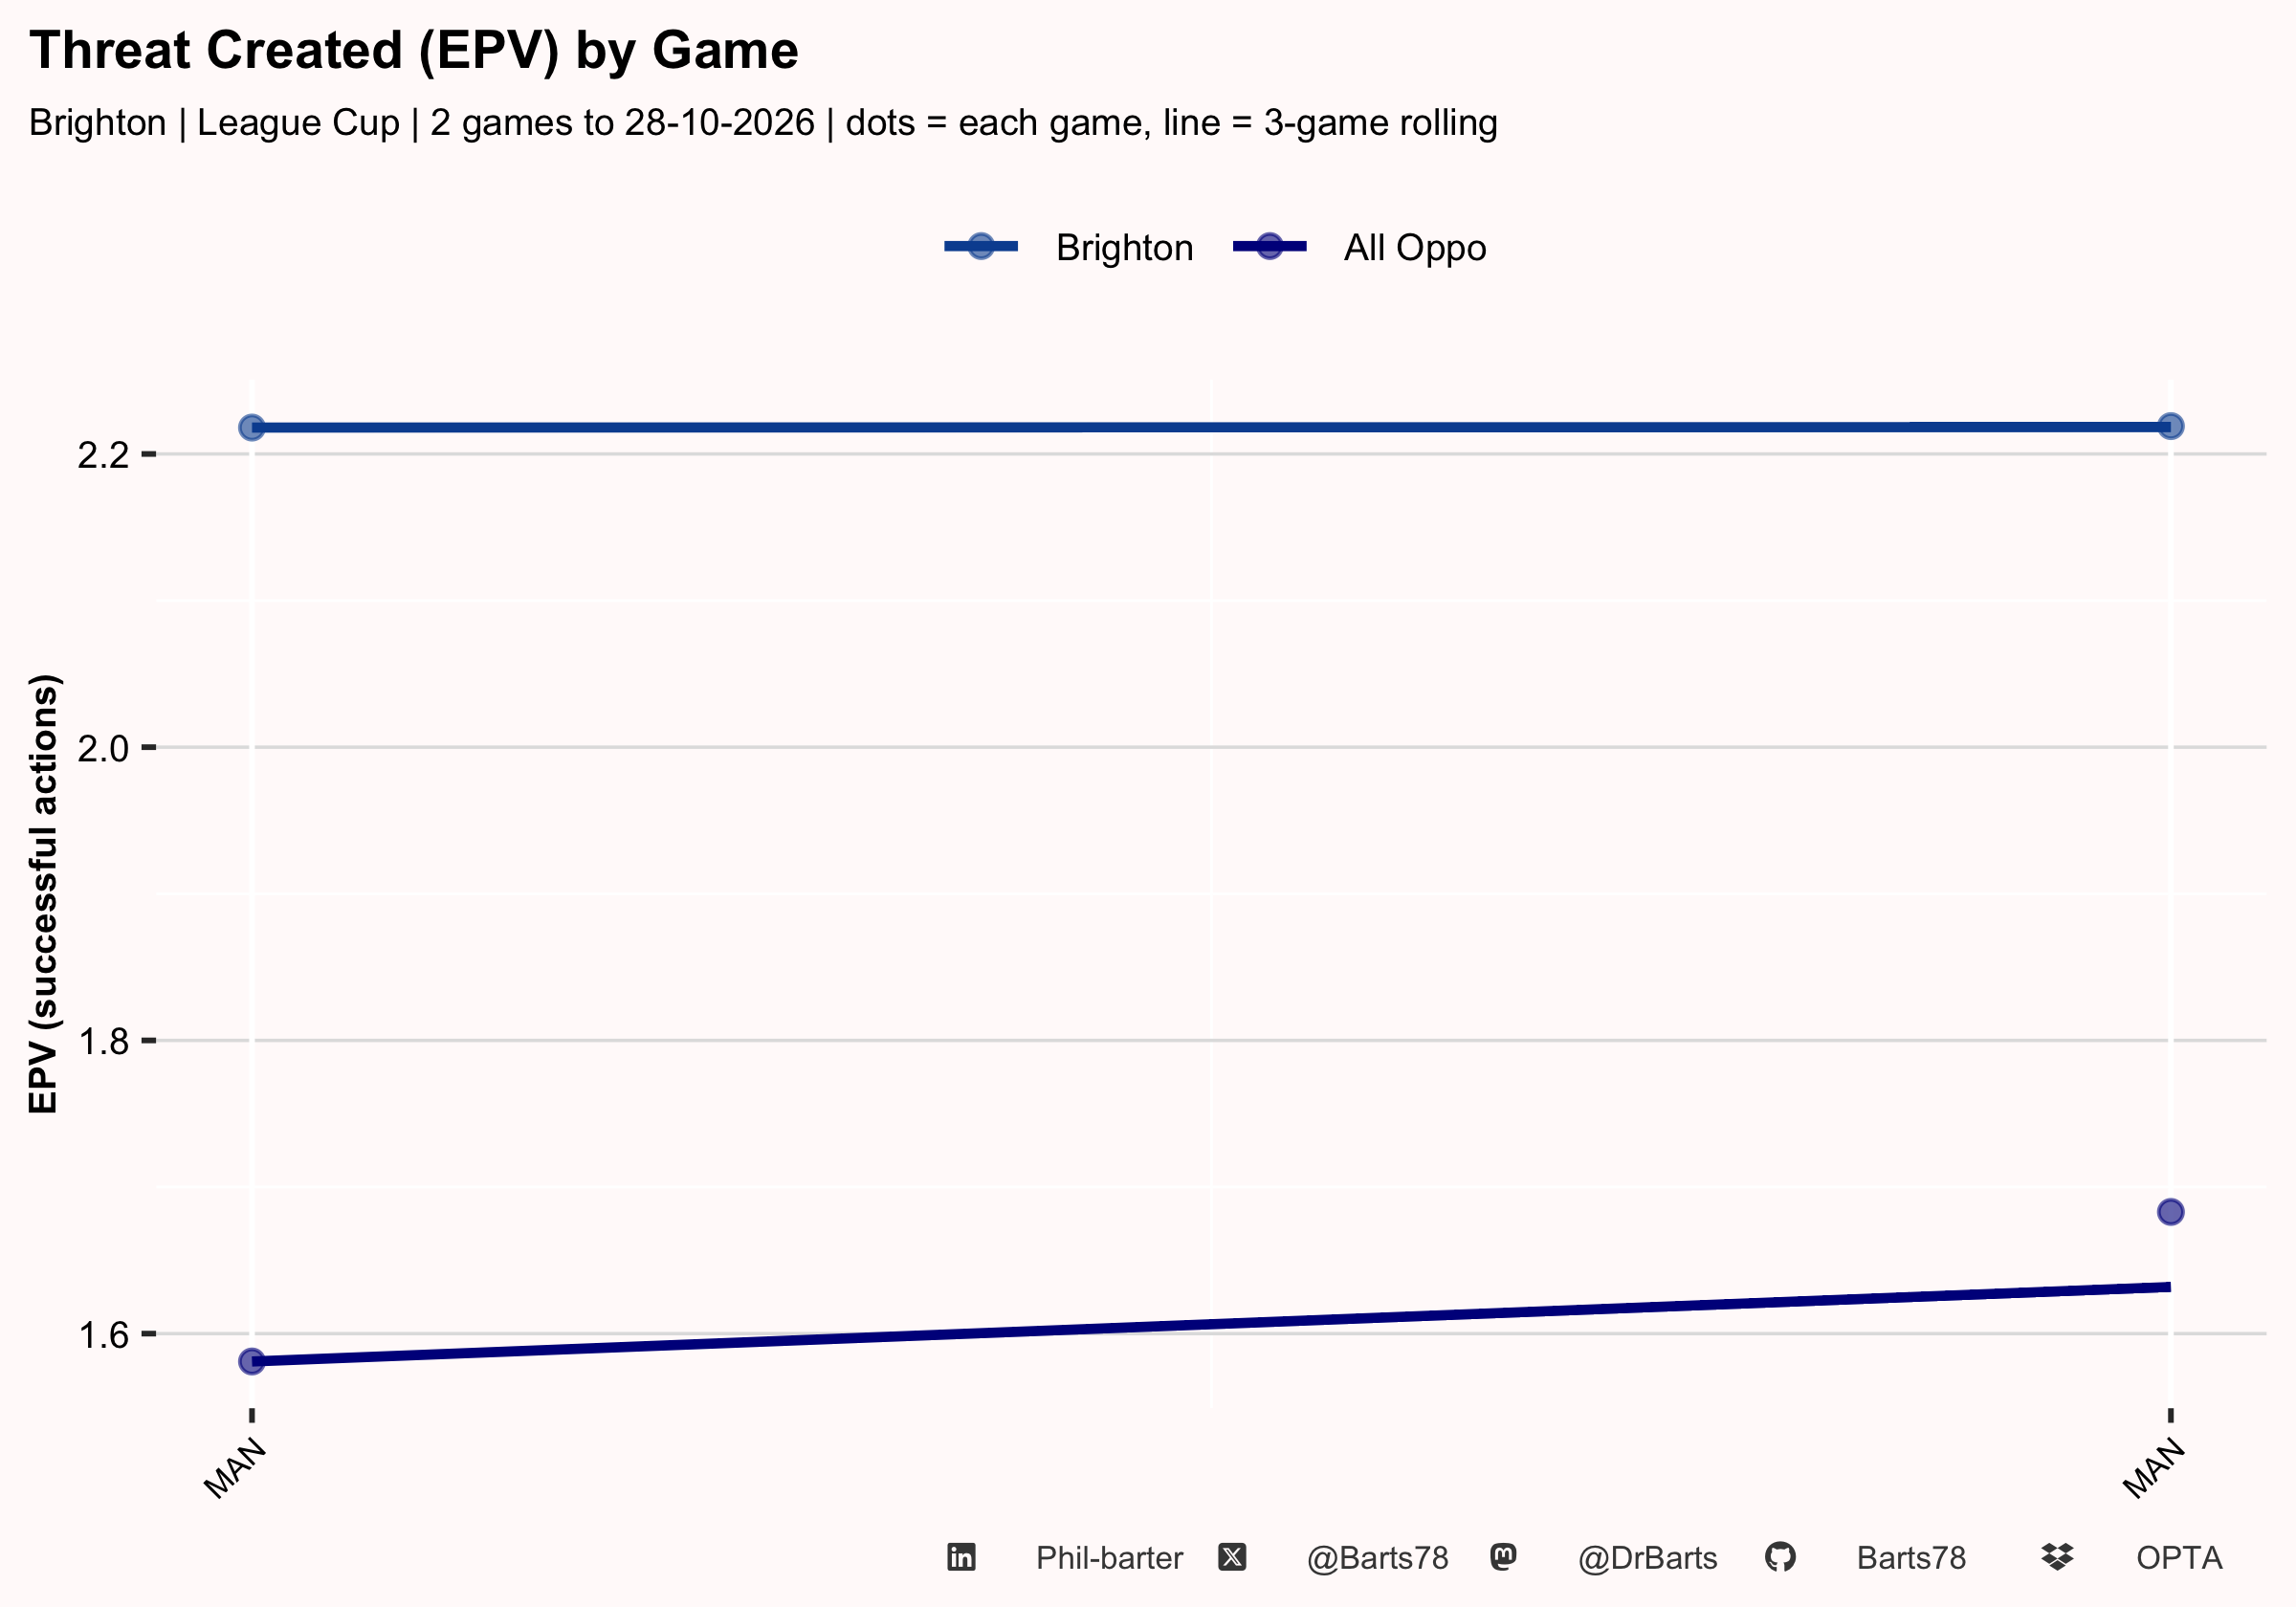 Threat Created (EPV) by Game
Brighton | League Cup | 2 games to 28-10-2026 | dots = each game, line = 3-game rolling
Brighton All Oppo
EPV (successful actions)
2.2
2.0
1.8
1.6
MAN MAN
Phil-barter @Barts78 @DrBarts Barts78 OPTA